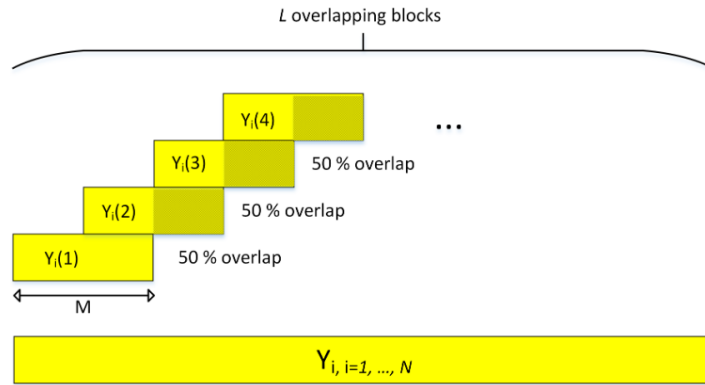 L overlapping blocks
Yi(4)
...
Yi(3)
50 % overlap
Yi(2)
50 % overlap
Yi(1)
50 % overlap
M
Yi, i=1, ..., N